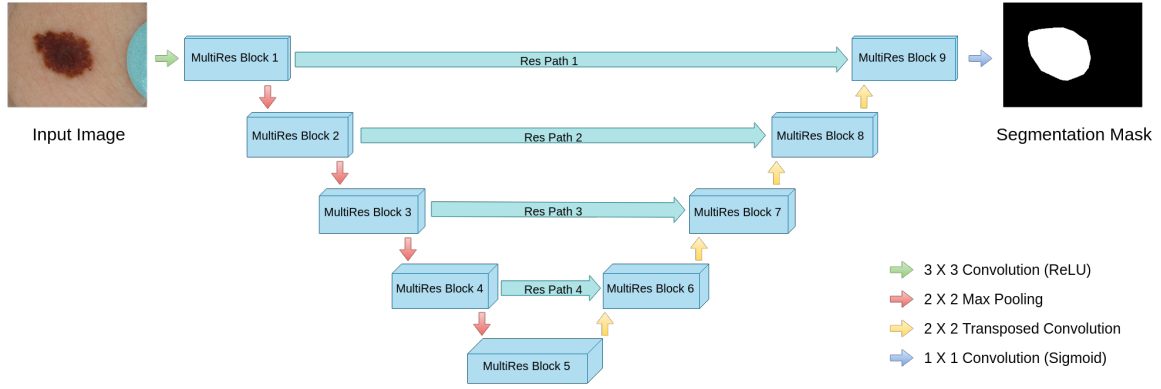 MultiRes Block 1
Res Path 1
MultiRes Block 9
Input Image
Segmentation Mask
MultiRes Block 2
Res Path 2
MultiRes Block 8
MultiRes Block 3
Res Path 3
MultiRes Block 7
MultiRes Block 4
Res Path 4
MultiRes Block 6
MultiRes Block 5
3 X 3 Convolution (ReLU)
2 X 2 Max Pooling
2 X 2 Transposed Convolution
1 X 1 Convolution (Sigmoid)